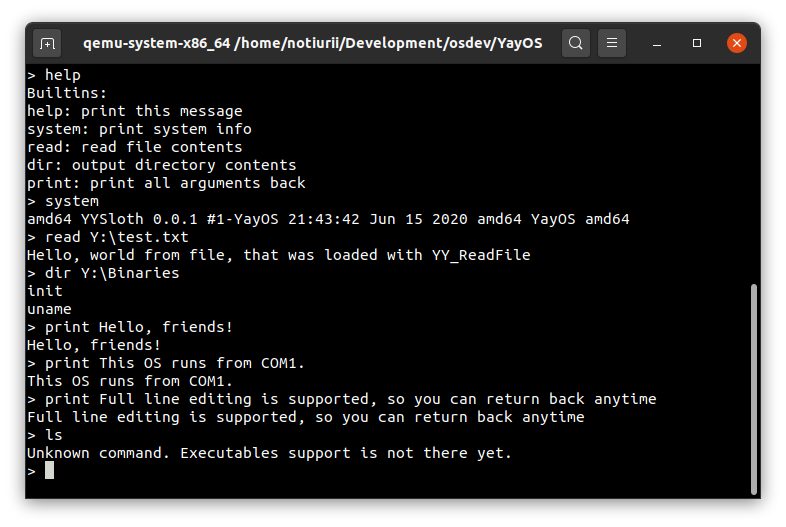 qemu-system-x86_64 /home/notiurii/Development/osdev/YayOS
> help
Builtins:
help: print this message
system: print system info
read: read file contents
dir: output directory contents
print: print all arguments back
> system
amd64 YYSloth 0.0.1 #1-YayOS 21:43:42 Jun 15 2020 amd64 YayOS amd64
> read Y:\test.txt
Hello, world from file, that was loaded with YY_ReadFile
> dir Y:\Binaries
init
uname
> print Hello, friends!
Hello, friends!
> print This OS runs from COM1.
This OS runs from COM1.
> print Full line editing is supported, so you can return back anytime
Full line editing is supported, so you can return back anytime
> ls
Unknown command. Executables support is not there yet.
>